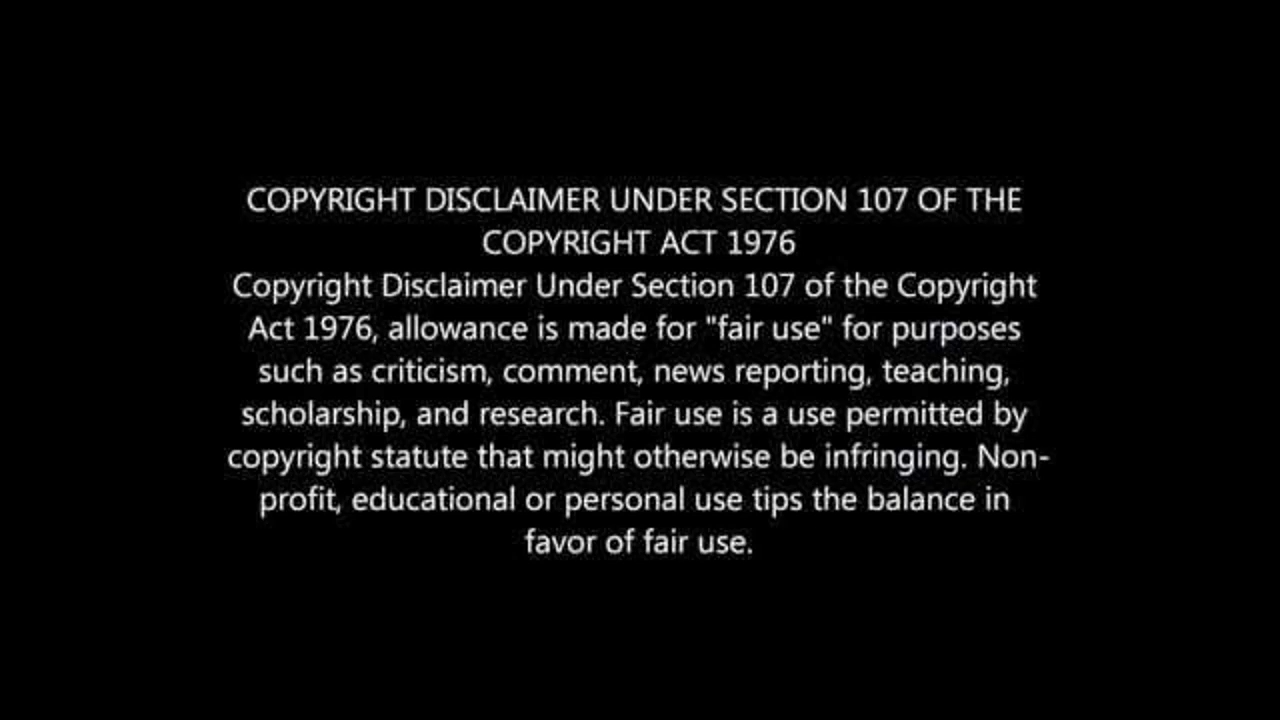 COPYRIGHT DISCLAIMER UNDER SECTION 107 OF THE
COPYRIGHT ACT 1976
Copyright Disclaimer Under Section 107 of the Copyright
Act 1976, allowance is made for "fair use" for purposes
such as criticism, comment, news reporting, teaching,
scholarship, and research. Fair use is a use permitted by
copyright statute that might otherwise be infringing. Non-
profit, educational or personal use tips the balance in
favor of fair use.